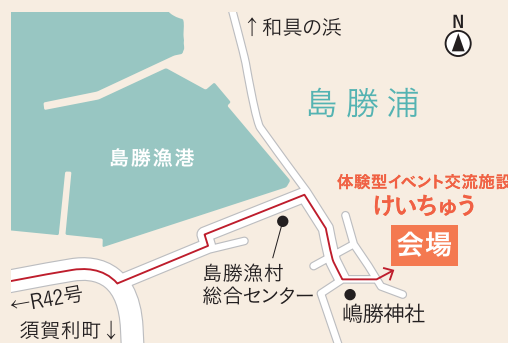 ↑和具の浜
N
島勝浦
島勝漁港
体験型イベント交流施設
けいちゅう
会場
島勝漁村
総合センター
嶋勝神社
←R42号
須賀利町↓